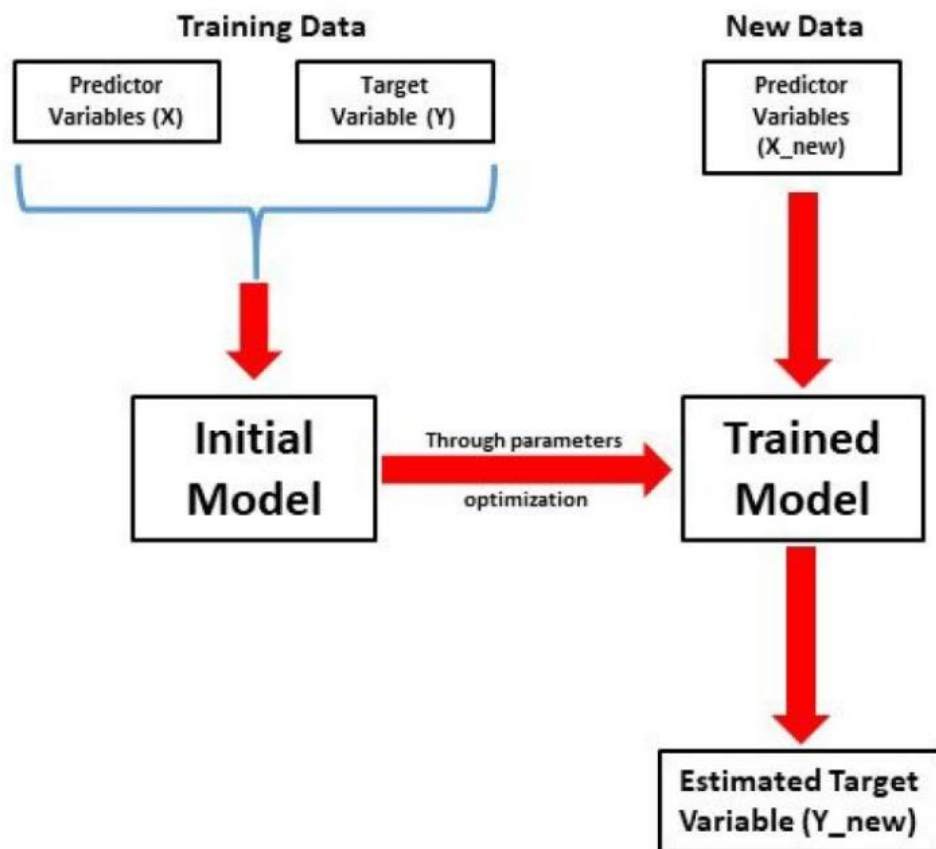 Training Data
Predictor
Variables (X)
Target
Variable (Y)
New Data
Predictor
Variables
(X_new)
Initial
Model
Through parameters
optimization
Trained
Model
Estimated Target
Variable (Y_new)